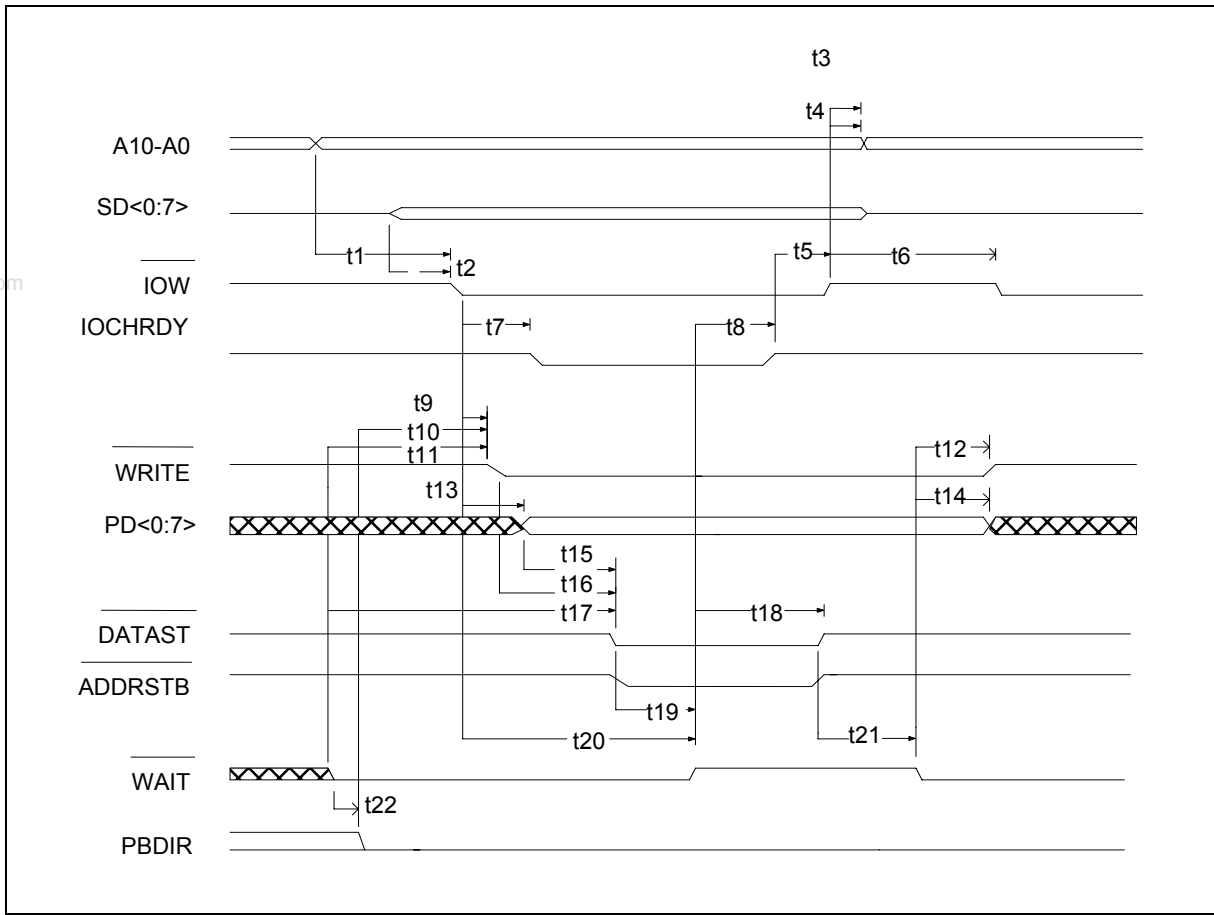 t3
t4
A10-A0
SD<0:7>
t1
t5
t6
t2
om
IOW
IOCHRDY
t7
t8
t9
t10
t11
t12
WRITE
t13
t14
PD<0:7>
t15
t16
t17
t18
DATAST
ADDRSTB
t19
t20
t21
WAIT
t22
PBDIR